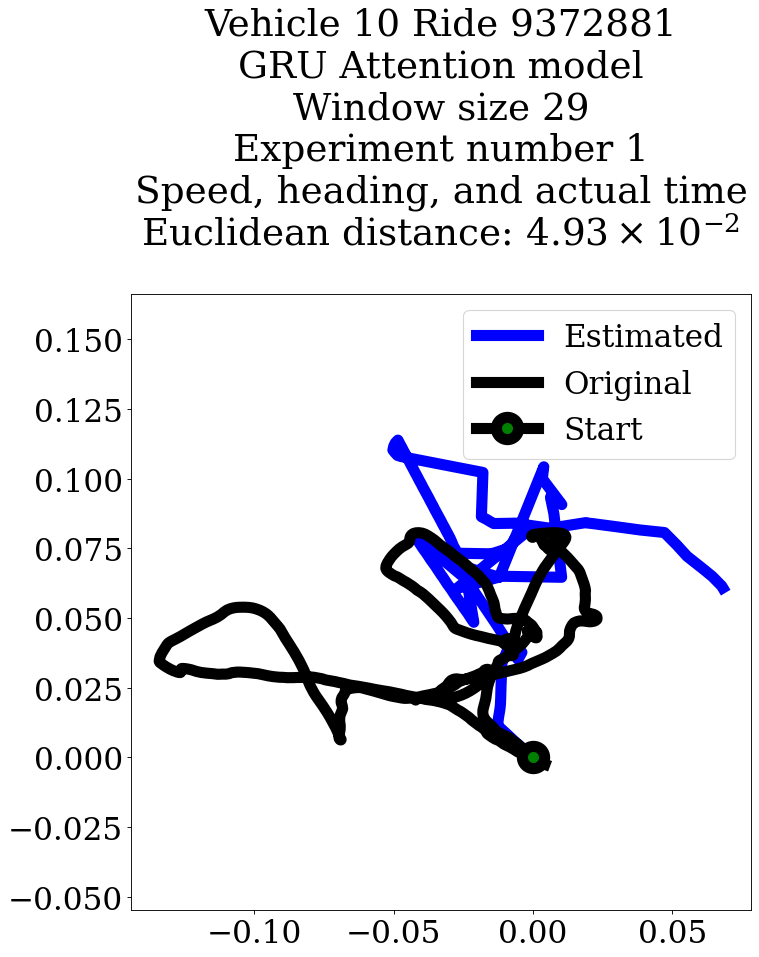 Vehicle 10 Ride 9372881
GRU Attention model
Window size 29
Experiment number 1
Speed, heading, and actual time
Euclidean distance: 4.93 × 10⁻²
Estimated
Original
Start
0.150
0.125
0.100
0.075
0.050
0.025
0.000
−0.025
−0.050
−0.10 −0.05 0.00 0.05